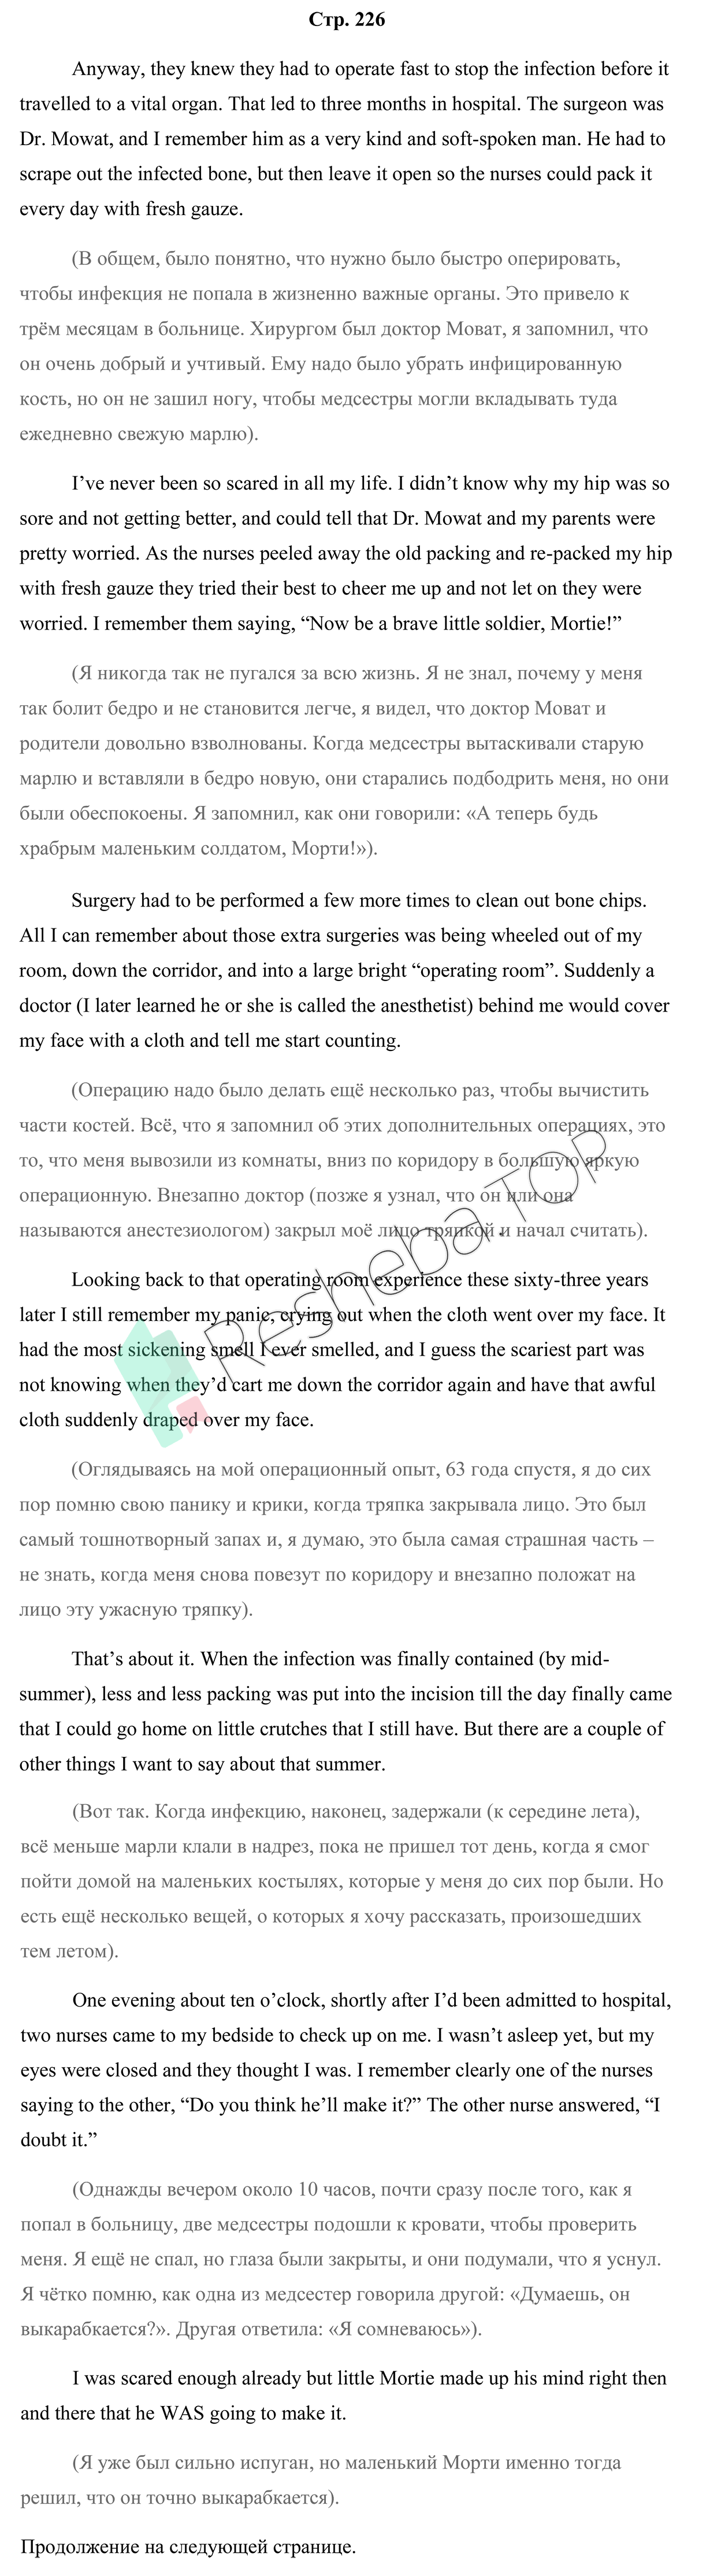 Стр. 226
Anyway, they knew they had to operate fast to stop the infection before it
travelled to a vital organ. That led to three months in hospital. The surgeon was
Dr. Mowat, and I remember him as a very kind and soft-spoken man. He had to
scrape out the infected bone, but then leave it open so the nurses could pack it
every day with fresh gauze.
(В общем, было понятно, что нужно было быстро оперировать,
чтобы инфекция не попала в жизненно важные органы. Это привело к
трём месяцам в больнице. Хирургом был доктор Моват, я запомнил, что
он очень добрый и учтивый. Ему надо было убрать инфицированную
кость, но он не зашил ногу, чтобы медсестры могли вкладывать туда
ежедневно свежую марлю).
I’ve never been so scared in all my life. I didn’t know why my hip was so
sore and not getting better, and could tell that Dr. Mowat and my parents were
pretty worried. As the nurses peeled away the old packing and re-packed my hip
with fresh gauze they tried their best to cheer me up and not let on they were
worried. I remember them saying, “Now be a brave little soldier, Mortie!”
(Я никогда так не пугался за всю жизнь. Я не знал, почему у меня
так болит бедро и не становится легче, я видел, что доктор Моват и
родители довольно взволнованы. Когда медсестры вытаскивали старую
марлю и вставляли в бедро новую, они старались подбодрить меня, но они
были обеспокоены. Я запомнил, как они говорили: «А теперь будь
храбрым маленьким солдатом, Морти!»).
Surgery had to be performed a few more times to clean out bone chips.
All I can remember about those extra surgeries was being wheeled out of my
room, down the corridor, and into a large bright “operating room”. Suddenly a
doctor (I later learned he or she is called the anesthetist) behind me would cover
my face with a cloth and tell me start counting.
(Операцию надо было делать ещё несколько раз, чтобы вычистить
части костей. Всё, что я запомнил об этих дополнительных операциях, это
то, что меня вывозили из комнаты, вниз по коридору в большую яркую
операционную. Внезапно доктор (позже я узнал, что он или она
называются анестезиологом) закрыл моё лицо тряпкой и начал считать).
Looking back to that operating room experience these sixty-three years
later I still remember my panic, crying out when the cloth went over my face. It
had the most sickening smell I ever smelled, and I guess the scariest part was
not knowing when they’d cart me down the corridor again and have that awful
cloth suddenly draped over my face.
(Оглядываясь на мой операционный опыт, 63 года спустя, я до сих
пор помню свою панику и крики, когда тряпка закрывала лицо. Это был
самый тошнотворный запах и, я думаю, это была самая страшная часть –
не знать, когда меня снова повезут по коридору и внезапно положат на
лицо эту ужасную тряпку).
ReshebaTOP
That’s about it. When the infection was finally contained (by mid-
summer), less and less packing was put into the incision till the day finally came
that I could go home on little crutches that I still have. But there are a couple of
other things I want to say about that summer.
(Вот так. Когда инфекцию, наконец, задержали (к середине лета),
всё меньше марли клали в надрез, пока не пришел тот день, когда я смог
пойти домой на маленьких костылях, которые у меня до сих пор были. Но
есть ещё несколько вещей, о которых я хочу рассказать, произошедших
тем летом).
One evening about ten o’clock, shortly after I’d been admitted to hospital,
two nurses came to my bedside to check up on me. I wasn’t asleep yet, but my
eyes were closed and they thought I was. I remember clearly one of the nurses
saying to the other, “Do you think he’ll make it?” The other nurse answered, “I
doubt it.”
(Однажды вечером около 10 часов, почти сразу после того, как я
попал в больницу, две медсестры подошли к кровати, чтобы проверить
меня. Я ещё не спал, но глаза были закрыты, и они подумали, что я уснул.
Я чётко помню, как одна из медсестер говорила другой: «Думаешь, он
выкарабкается?». Другая ответила: «Я сомневаюсь»).
I was scared enough already but little Mortie made up his mind right then
and there that he WAS going to make it.
(Я уже был сильно испуган, но маленький Морти именно тогда
решил, что он точно выкарабкается).
Продолжение на следующей странице.